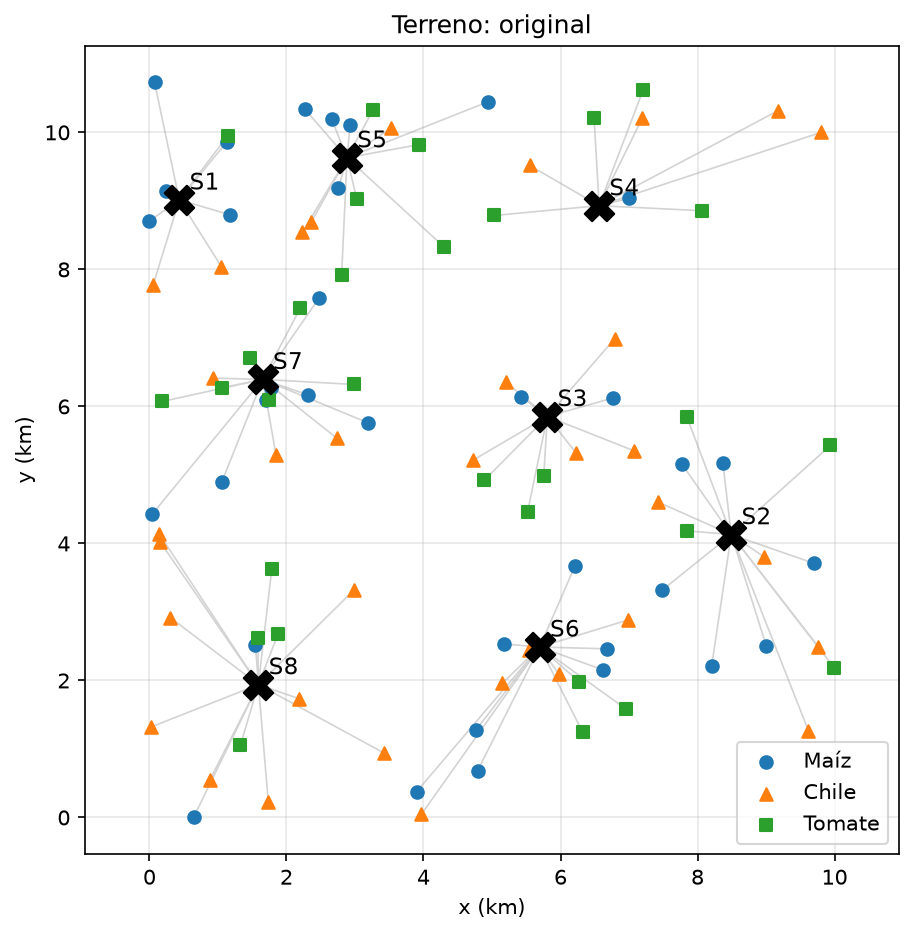 Terreno: original
10
8
6
4
2
0
y (km)
S1
S5
S4
S7
S3
S2
S6
S8
Maíz
Chile
Tomate
0 2 4 6 8 10
x (km)